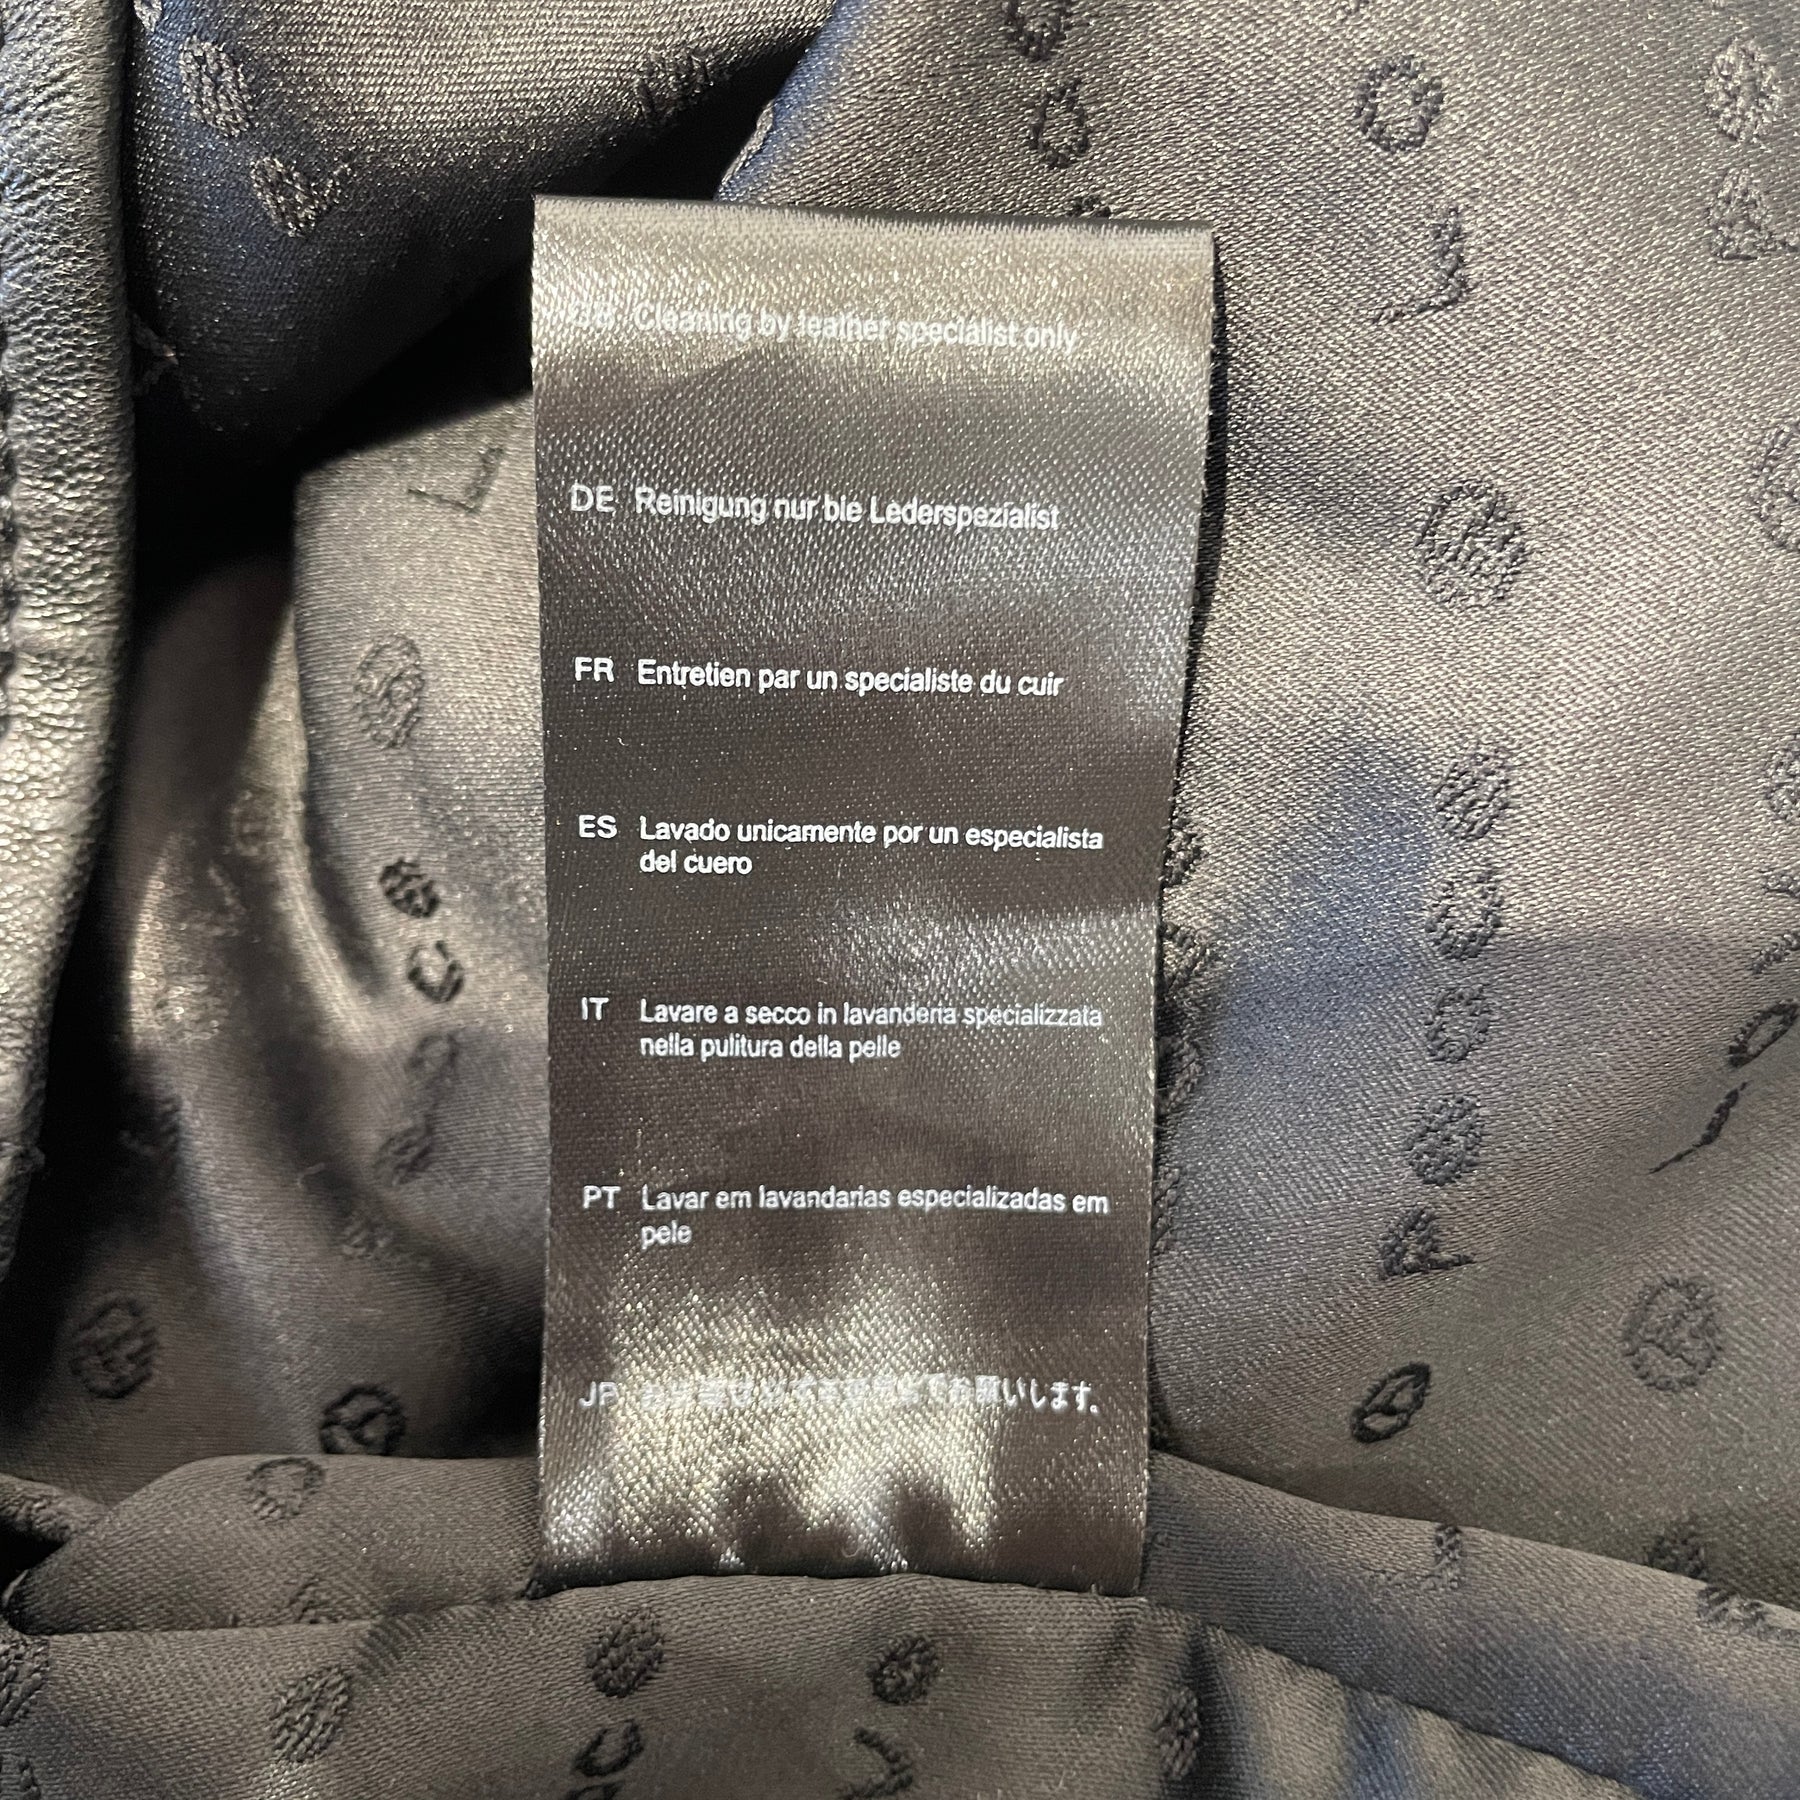 GB Cleaning by leather specialist only
DE Reinigung nur bie Lederspezialist
FR Entretien par un specialiste du cuir
ES Lavado unicamente por un especialista
del cuero
IT Lavare a secco in lavanderia specializzata
nella pulitura della pelle
PT Lavar em lavandarias especializadas em
pele
JP お願いします。